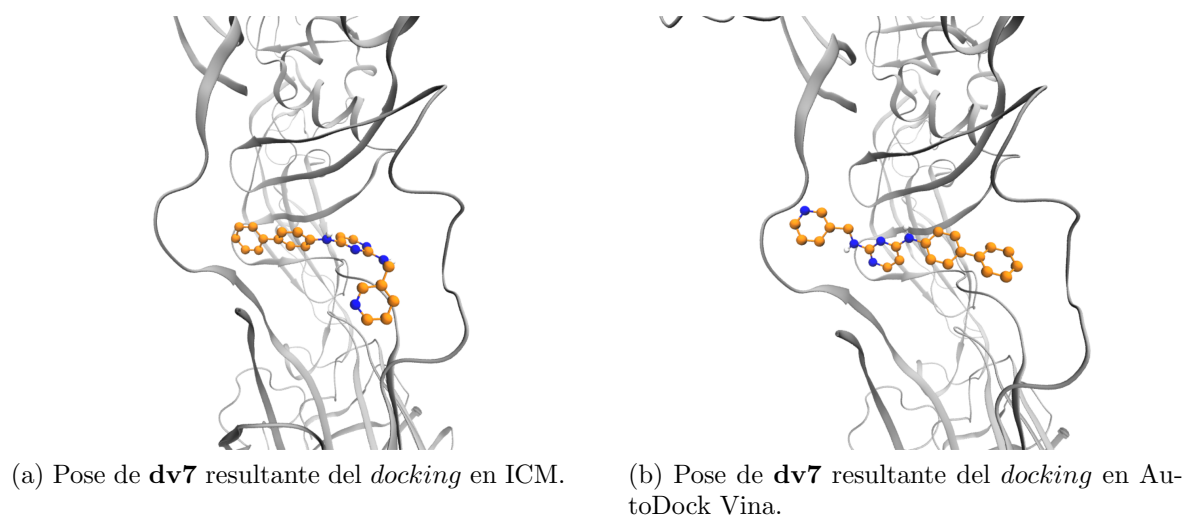 (a) Pose de dv7 resultante del docking en ICM.
(b) Pose de dv7 resultante del docking en Au-
toDock Vina.